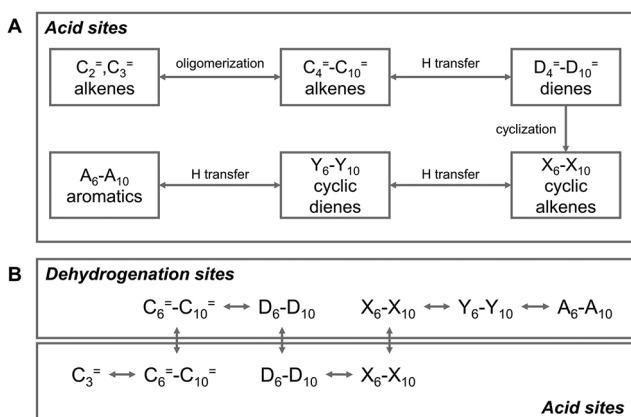 A
Acid sites
C₂⁼,C₃⁼
alkenes
oligomerization
C₄⁼-C₁₀⁼
alkenes
H transfer
D₄⁼-D₁₀⁼
dienes
cyclization
A₆-A₁₀
aromatics
H transfer
Y₆-Y₁₀
cyclic
dienes
H transfer
X₆-X₁₀
cyclic
alkenes
B
Dehydrogenation sites
C₆⁼-C₁₀⁼ D₆-D₁₀ X₆-X₁₀ Y₆-Y₁₀ A₆-A₁₀
C₃⁼ C₆⁼-C₁₀⁼ D₆-D₁₀ X₆-X₁₀
Acid sites